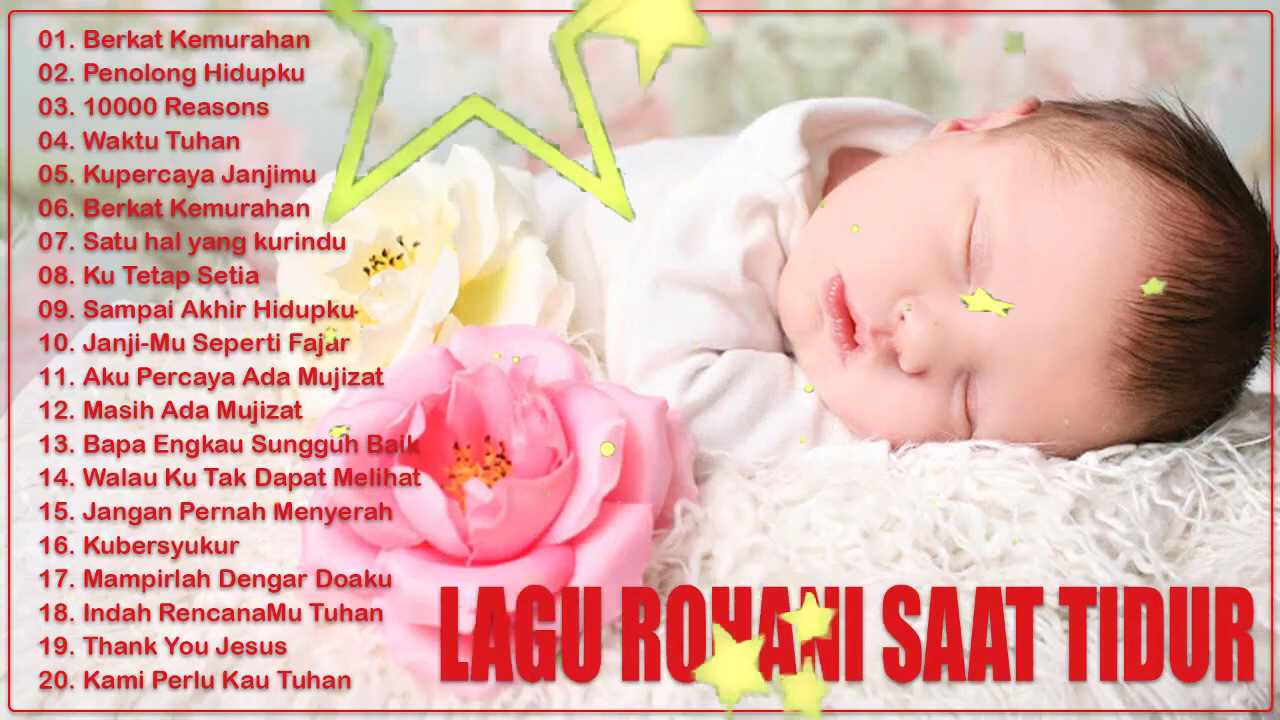 01. Berkat Kemurahan
02. Penolong Hidupku
03. 10000 Reasons
04. Waktu Tuhan
05. Kupercaya Janjimu
06. Berkat Kemurahan
07. Satu hal yang kurindu
08. Ku Tetap Setia
09. Sampai Akhir Hidupku
10. Janji-Mu Seperti Fajar
11. Aku Percaya Ada Mujizat
12. Masih Ada Mujizat
13. Bapa Engkau Sungguh Baik
14. Walau Ku Tak Dapat Melihat
15. Jangan Pernah Menyerah
16. Kubersyukur
17. Mampirlah Dengar Doaku
18. Indah RencanaMu Tuhan
19. Thank You Jesus
20. Kami Perlu Kau Tuhan
LAGU ROHANI SAAT TIDUR